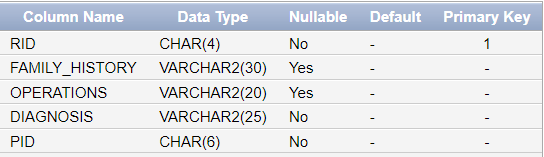 Column Name Data Type Nullable Default Primary Key
RID CHAR(4) No - 1
FAMILY_HISTORY VARCHAR2(30) Yes - -
OPERATIONS VARCHAR2(20) Yes - -
DIAGNOSIS VARCHAR2(25) No - -
PID CHAR(6) No - -